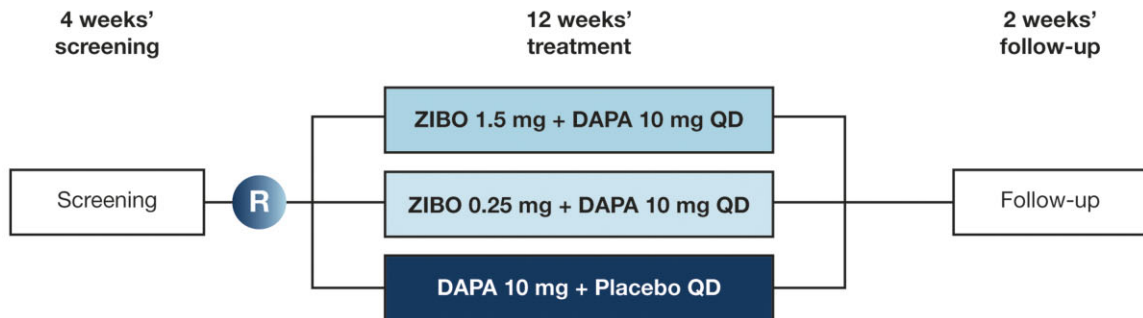 4 weeks’
screening
12 weeks’
treatment
2 weeks’
follow-up
ZIBO 1.5 mg + DAPA 10 mg QD
Screening
R
ZIBO 0.25 mg + DAPA 10 mg QD
Follow-up
DAPA 10 mg + Placebo QD